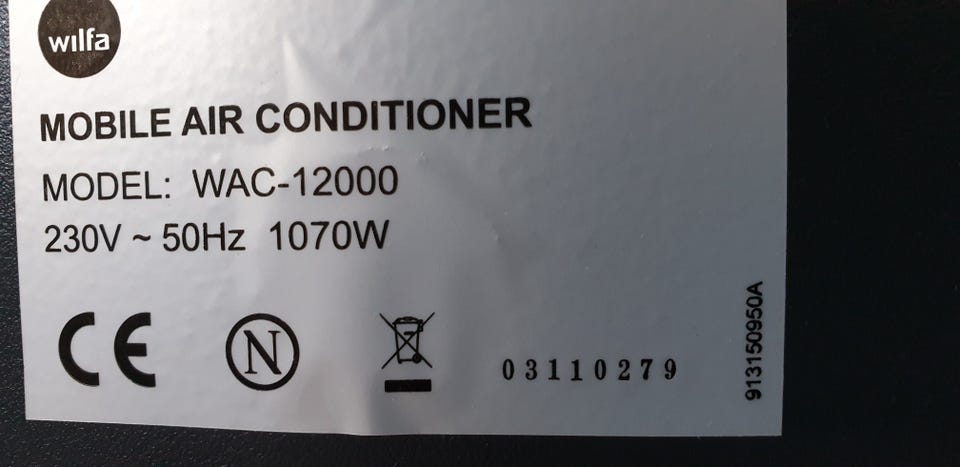 wilfa
MOBILE AIR CONDITIONER
MODEL: WAC-12000
230V ~ 50Hz 1070W
CE
N
03110279
913150950A